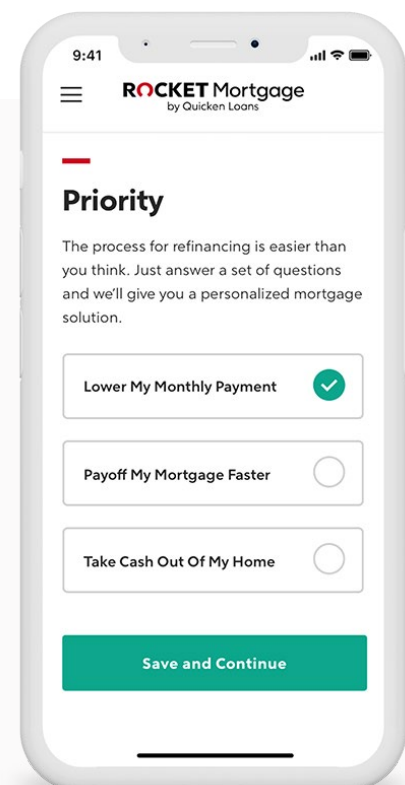 9:41
ROCKET Mortgage
by Quicken Loans
Priority
The process for refinancing is easier than
you think. Just answer a set of questions
and we'll give you a personalized mortgage
solution.
Lower My Monthly Payment
Payoff My Mortgage Faster
Take Cash Out Of My Home
Save and Continue